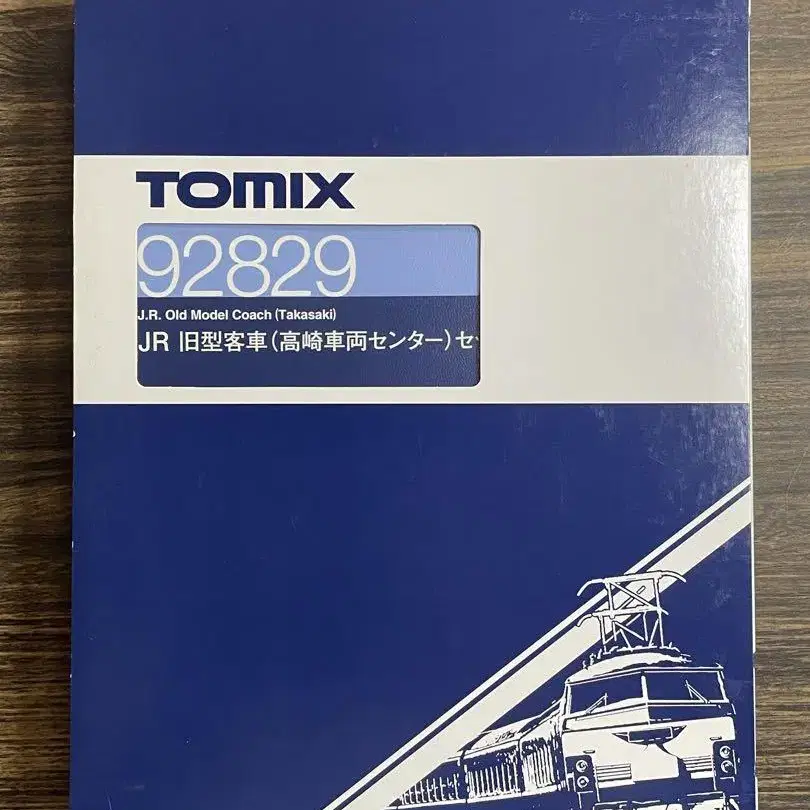 TOMIX
92829
J.R. Old Model Coach (Takasaki)
JR 旧型客車(高崎車両センター)セ